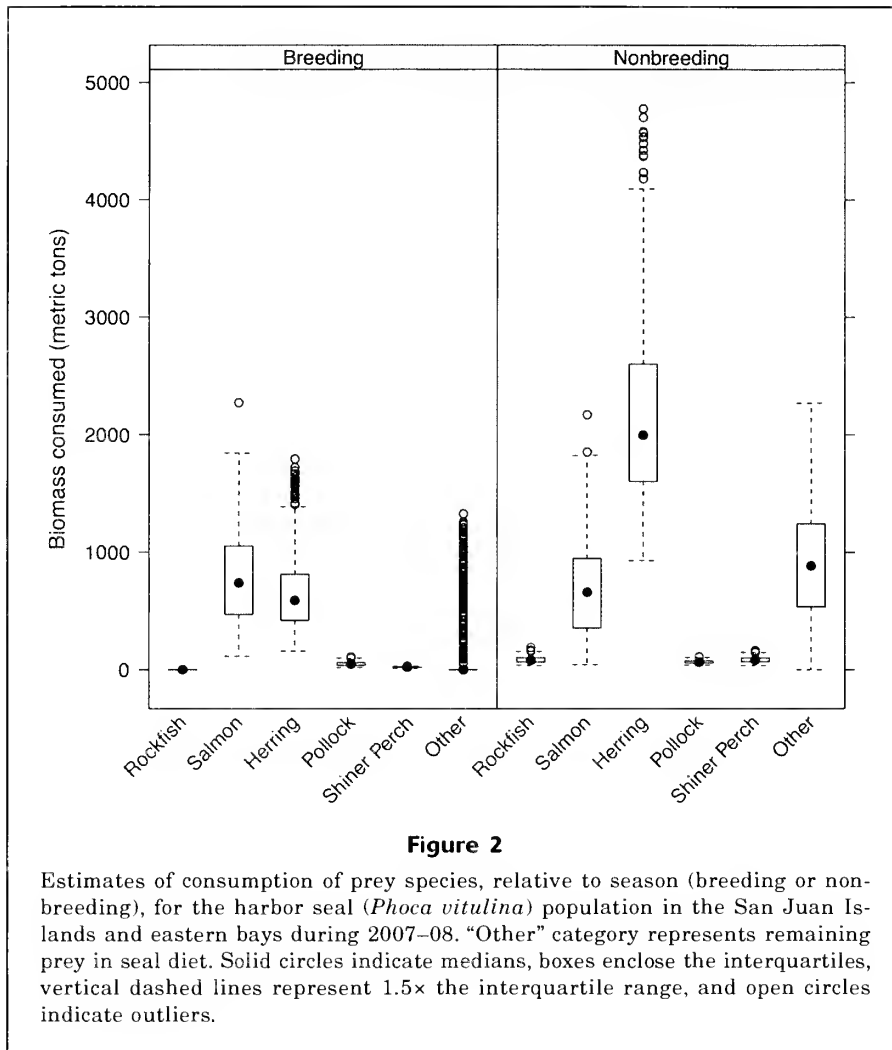 Breeding
Nonbreeding
5000
4000
3000
2000
1000
0
Biomass consumed (metric tons)
Rockfish
Salmon
Herring
Pollock
Shiner Perch
Other
Rockfish
Salmon
Herring
Pollock
Shiner Perch
Other
Figure 2
Estimates of consumption of prey species, relative to season (breeding or non-
breeding), for the harbor seal (Phoca vitulina) population in the San Juan Is-
lands and eastern bays during 2007–08. “Other” category represents remaining
prey in seal diet. Solid circles indicate medians, boxes enclose the interquartiles,
vertical dashed lines represent 1.5× the interquartile range, and open circles
indicate outliers.